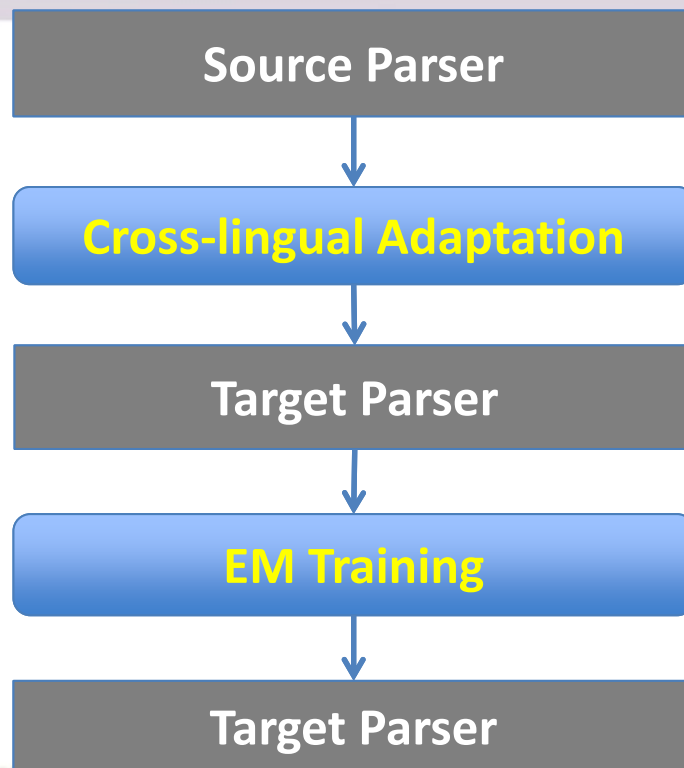 Source Parser
Cross-lingual Adaptation
Target Parser
EM Training
Target Parser